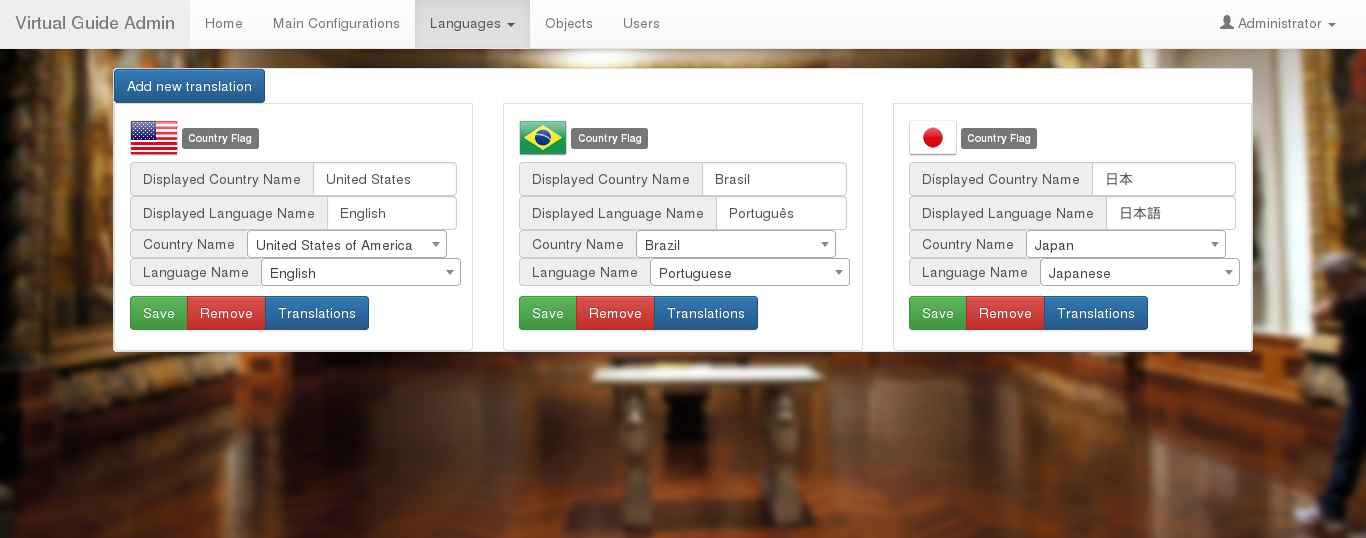 Virtual Guide Admin Home Main Configurations Languages Objects Users Administrator
Add new translation
Country Flag Country Flag Country Flag
Displayed Country Name United States Displayed Country Name Brasil Displayed Country Name 日本
Displayed Language Name English Displayed Language Name Português Displayed Language Name 日本語
Country Name United States of America Country Name Brazil Country Name Japan
Language Name English Language Name Portuguese Language Name Japanese
Save Remove Translations Save Remove Translations Save Remove Translations